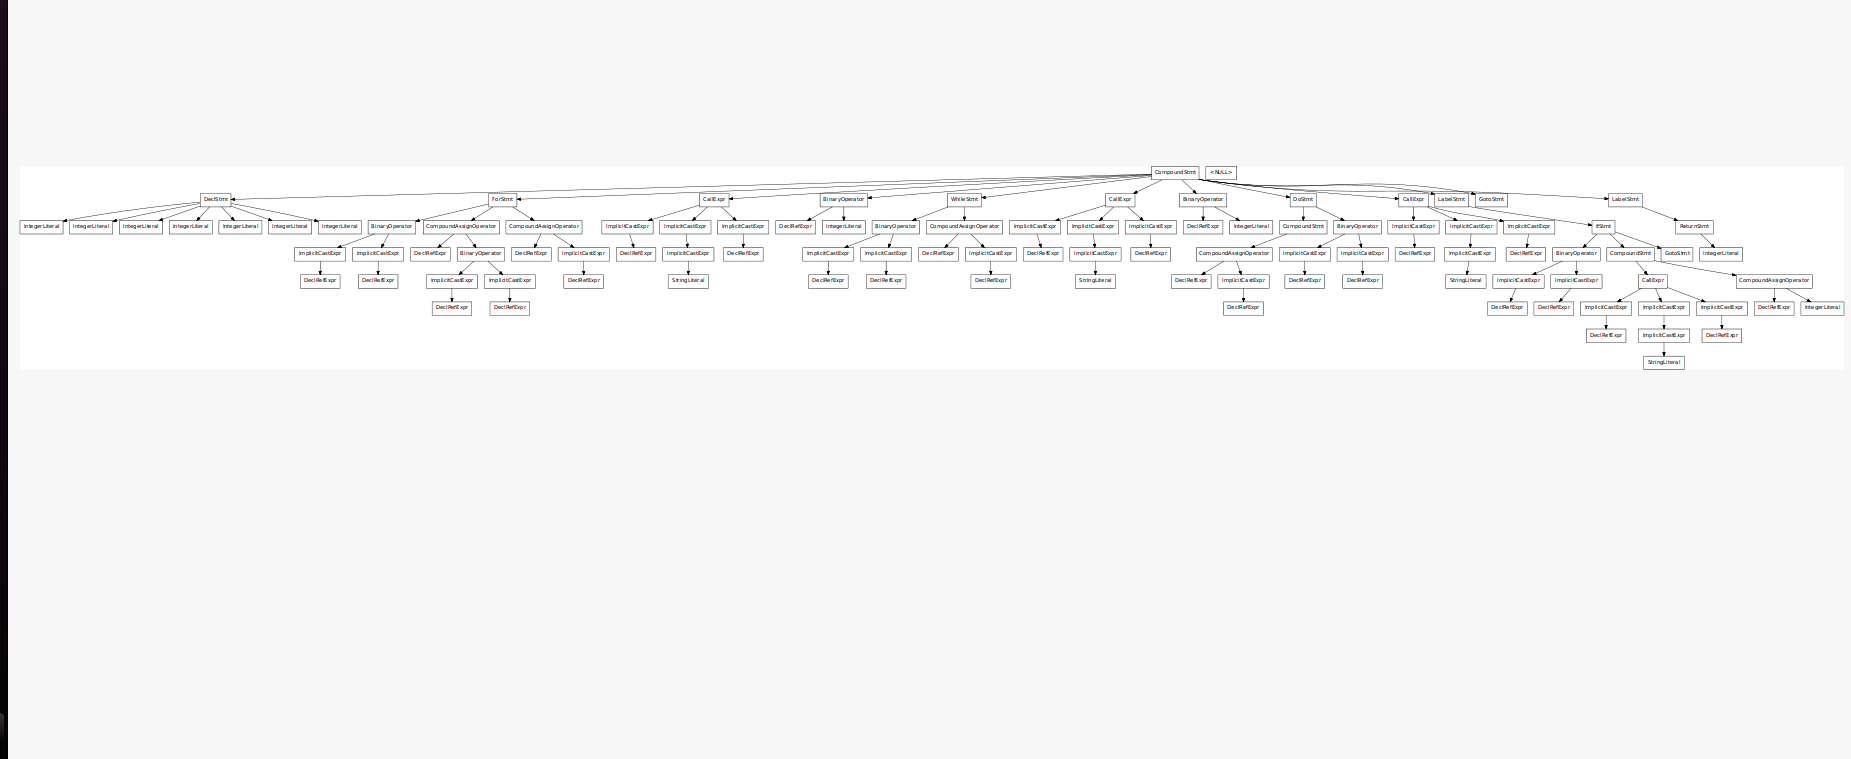 CompoundStmt <NULL>
DeclStmt ForStmt CallExpr BinaryOperator WhileStmt CallExpr BinaryOperator DoStmt CallExpr LabelStmt GotoStmt LabelStmt
IntegerLiteral IntegerLiteral IntegerLiteral IntegerLiteral IntegerLiteral IntegerLiteral IntegerLiteral BinaryOperator CompoundAssignOperator CompoundAssignOperator ImplicitCastExpr ImplicitCastExpr ImplicitCastExpr DeclRefExpr IntegerLiteral BinaryOperator CompoundAssignOperator ImplicitCastExpr ImplicitCastExpr ImplicitCastExpr DeclRefExpr IntegerLiteral CompoundStmt BinaryOperator ImplicitCastExpr ImplicitCastExpr ImplicitCastExpr IfStmt ReturnStmt
ImplicitCastExpr ImplicitCastExpr DeclRefExpr BinaryOperator DeclRefExpr ImplicitCastExpr DeclRefExpr ImplicitCastExpr DeclRefExpr ImplicitCastExpr ImplicitCastExpr DeclRefExpr ImplicitCastExpr DeclRefExpr ImplicitCastExpr DeclRefExpr CompoundAssignOperator ImplicitCastExpr ImplicitCastExpr DeclRefExpr ImplicitCastExpr DeclRefExpr BinaryOperator CompoundStmt GotoStmt IntegerLiteral
DeclRefExpr DeclRefExpr ImplicitCastExpr ImplicitCastExpr DeclRefExpr StringLiteral DeclRefExpr DeclRefExpr DeclRefExpr StringLiteral DeclRefExpr ImplicitCastExpr DeclRefExpr DeclRefExpr StringLiteral ImplicitCastExpr ImplicitCastExpr CallExpr CompoundAssignOperator
DeclRefExpr DeclRefExpr DeclRefExpr DeclRefExpr DeclRefExpr ImplicitCastExpr ImplicitCastExpr ImplicitCastExpr DeclRefExpr IntegerLiteral
DeclRefExpr ImplicitCastExpr DeclRefExpr
StringLiteral